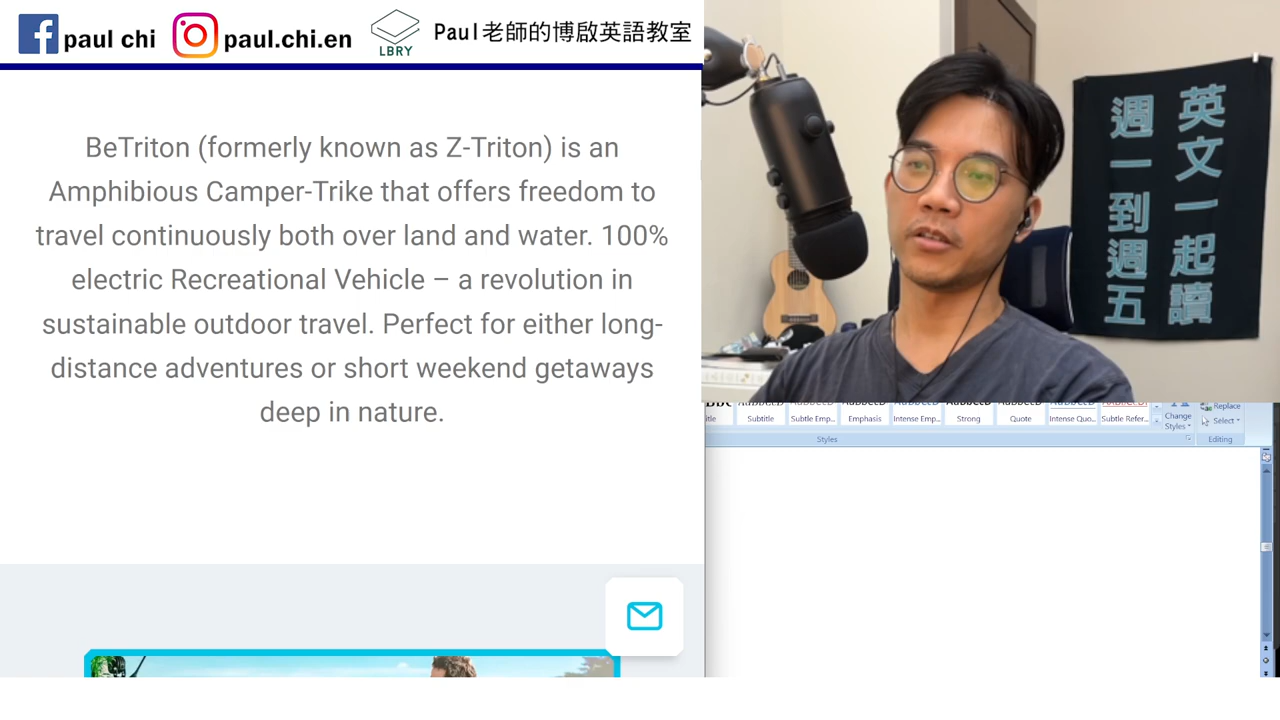 paul chi
paul.chi.en
LBRY
Paul老師的博啟英語教室
BeTriton (formerly known as Z-Triton) is an
Amphibious Camper-Trike that offers freedom to
travel continuously both over land and water. 100%
electric Recreational Vehicle – a revolution in
sustainable outdoor travel. Perfect for either long-
distance adventures or short weekend getaways
deep in nature.
英文一起讀
週一到週五
Subtitle
Subtle Emp...
Emphasis
Intense Emp...
Strong
Quote
Intense Quo...
Subtle Refer...
Change
Styles
Replace
Select
Styles
Editing